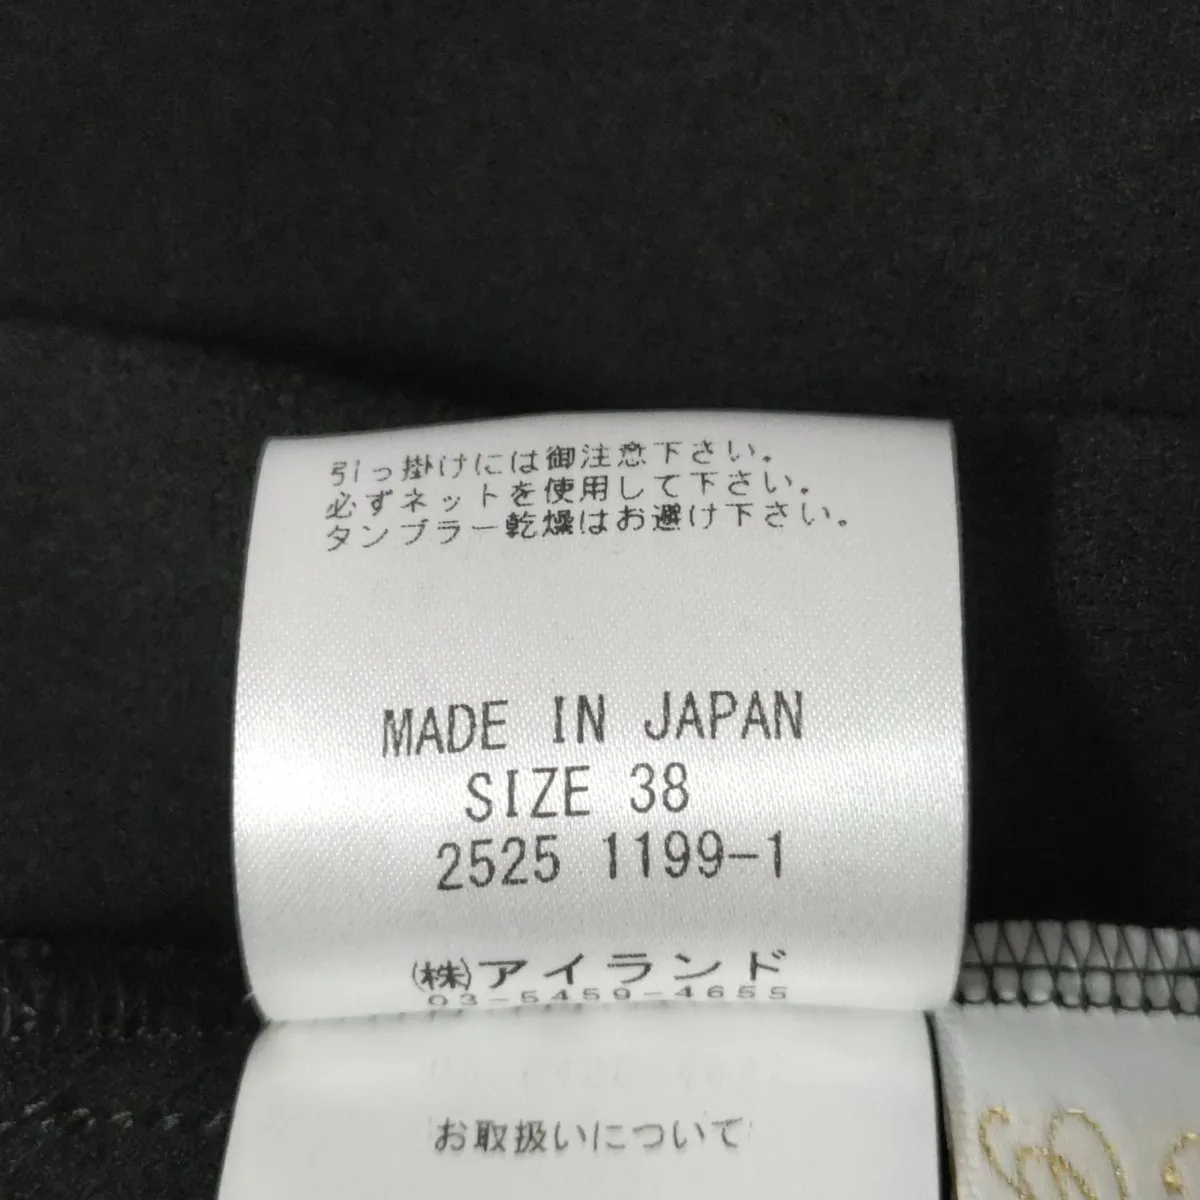 引っ掛けには御注意下さい。
必ずネットを使用して下さい。
タンブラー乾燥はお避け下さい。
MADE IN JAPAN
SIZE 38
2525 1199-1
(株)アイランド
03-5459-4655
お取扱いについて